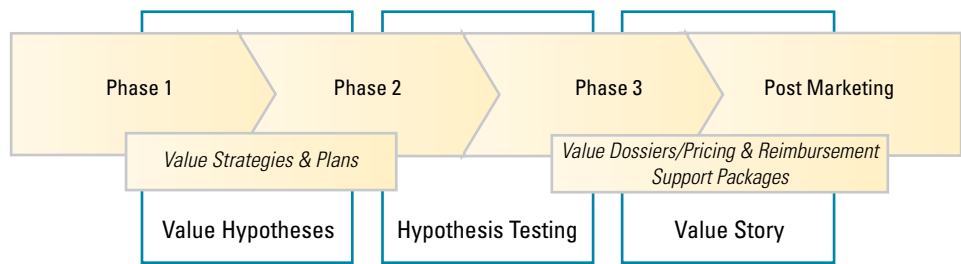 Phase 1
Phase 2
Phase 3
Post Marketing
Value Strategies & Plans
Value Dossiers/Pricing & Reimbursement
Support Packages
Value Hypotheses
Hypothesis Testing
Value Story